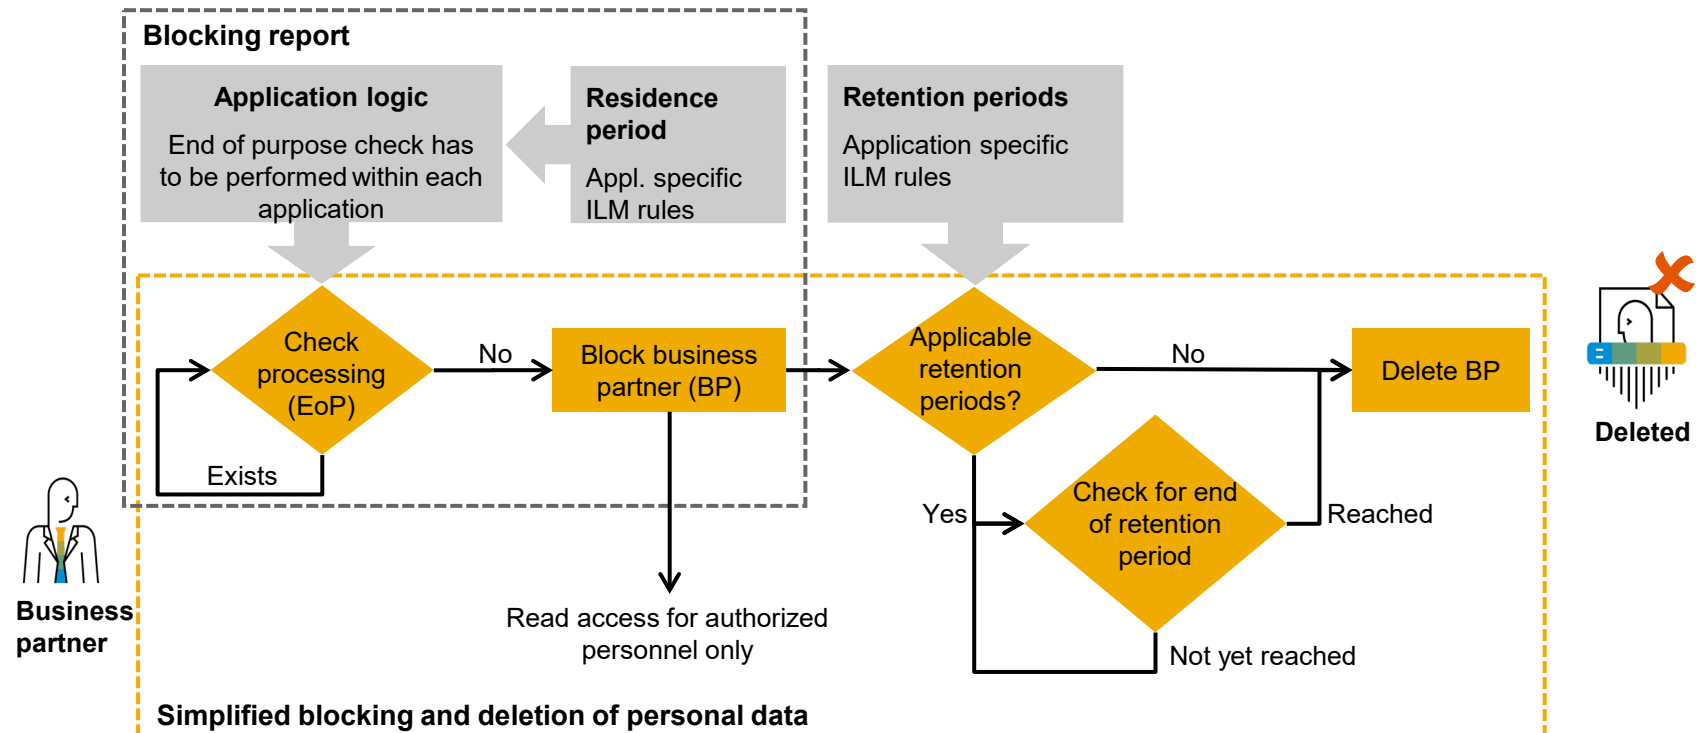 Blocking report
Application logic
End of purpose check has
to be performed within each
application
Residence
period
Appl. specific
ILM rules
Retention periods
Application specific
ILM rules
Check
processing
(EoP)
No
Exists
Block business
partner (BP)
Read access for authorized
personnel only
Applicable
retention
periods?
No
Yes
Check for end
of retention
period
Reached
Not yet reached
Delete BP
Deleted
Business
partner
Simplified blocking and deletion of personal data